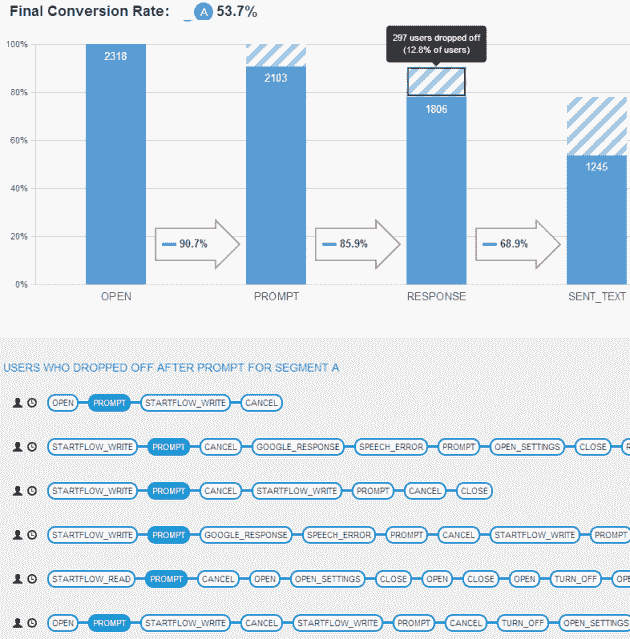 Final Conversion Rate: A 53.7%
297 users dropped off
(12.8% of users)
100%
80%
60%
40%
20%
0%
2318
2103
1806
1245
90.7%
85.9%
68.9%
OPEN PROMPT RESPONSE SENT_TEXT
USERS WHO DROPPED OFF AFTER PROMPT FOR SEGMENT A
OPEN PROMPT STARTFLOW_WRITE CANCEL
STARTFLOW_WRITE PROMPT CANCEL GOOGLE_RESPONSE SPEECH_ERROR PROMPT OPEN_SETTINGS CLOSE
STARTFLOW_WRITE PROMPT CANCEL STARTFLOW_WRITE PROMPT CANCEL CLOSE
STARTFLOW_WRITE PROMPT GOOGLE_RESPONSE SPEECH_ERROR PROMPT CANCEL STARTFLOW_WRITE PROMPT
STARTFLOW_READ PROMPT CANCEL OPEN OPEN_SETTINGS CLOSE OPEN CLOSE OPEN TURN_OFF
OPEN PROMPT STARTFLOW_WRITE CANCEL STARTFLOW_WRITE PROMPT CANCEL TURN_OFF OPEN_SETTINGS